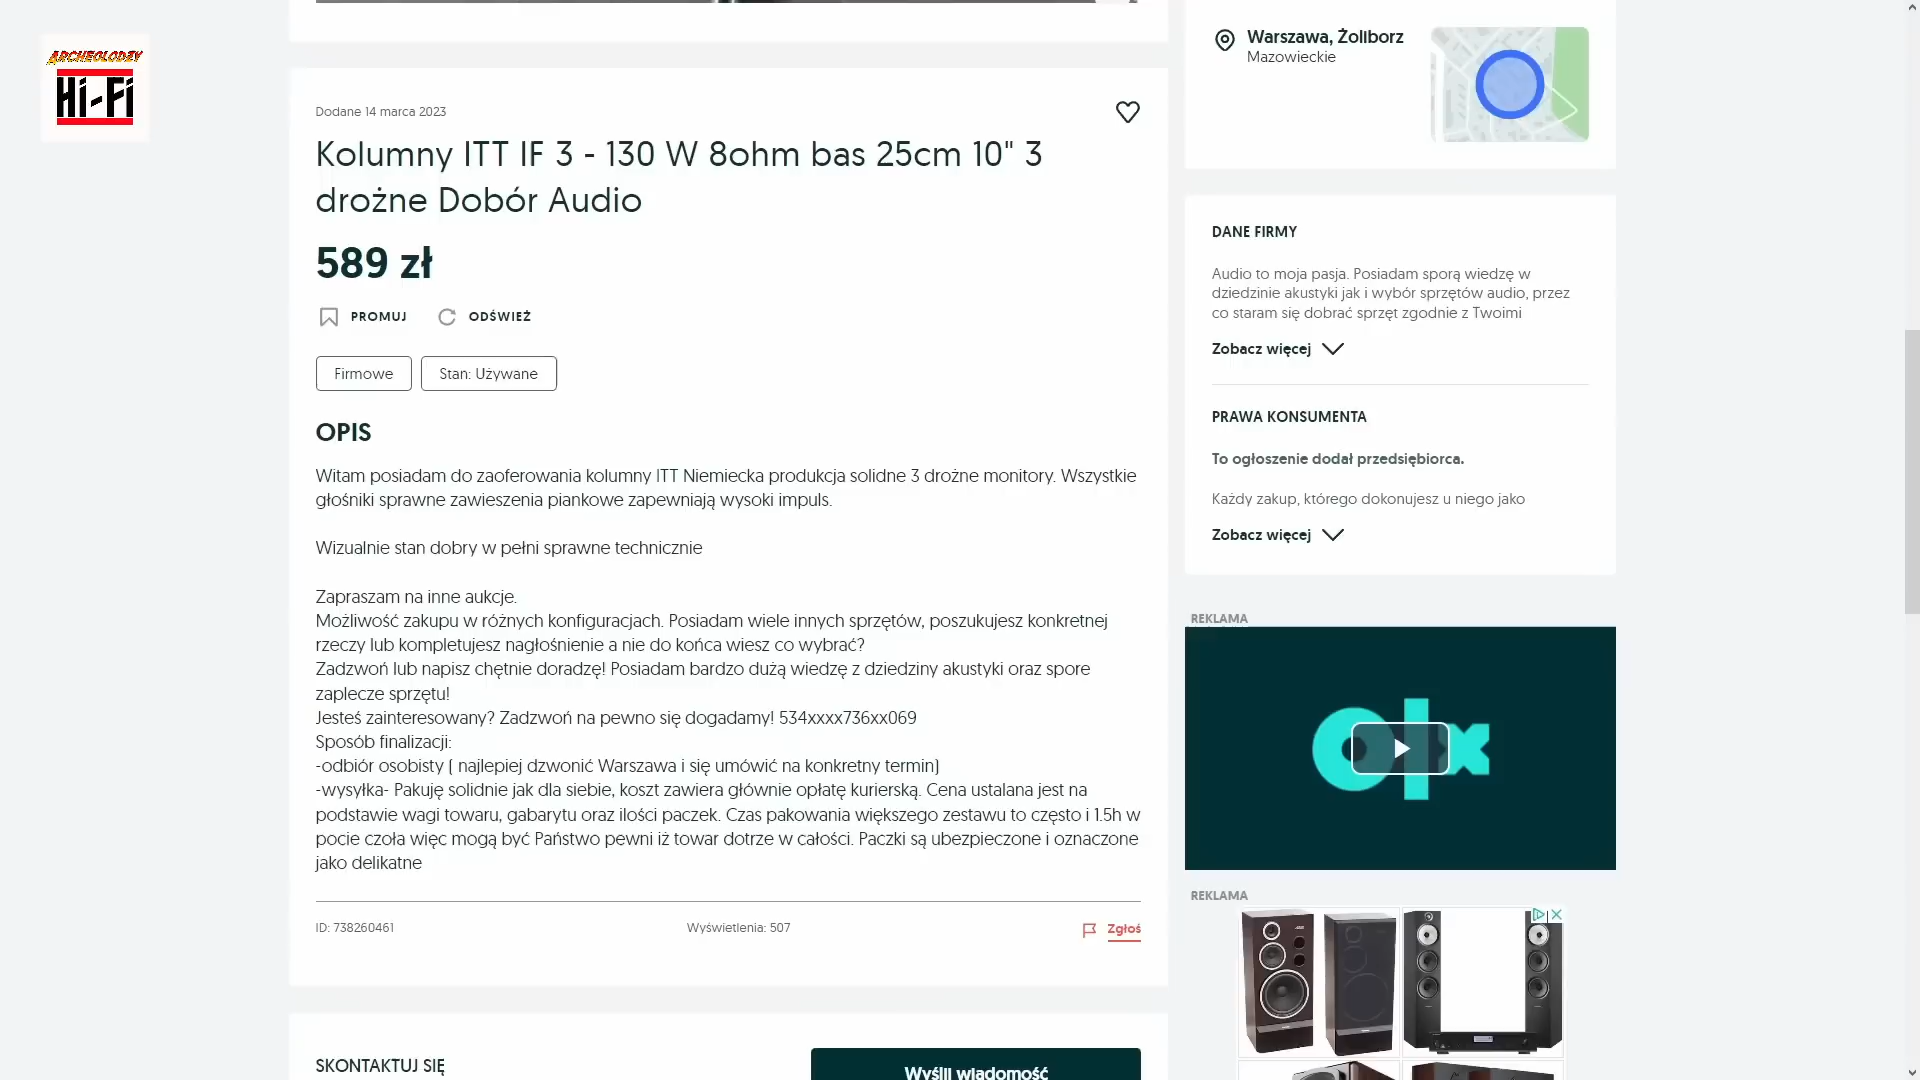 ARCHEOLODZY
Hi-Fi
Dodane 14 marca 2023
Kolumny ITT IF 3 - 130 W 8ohm bas 25cm 10" 3
drożne Dobór Audio
589 zł
PROMUJ
ODŚWIEŻ
Firmowe
Stan: Używane
OPIS
Witam posiadam do zaoferowania kolumny ITT Niemiecka produkcja solidne 3 drożne monitory. Wszystkie
głośniki sprawne zawieszenia piankowe zapewniają wysoki impuls.
Wizualnie stan dobry w pełni sprawne technicznie
Zapraszam na inne aukcje.
Możliwość zakupu w różnych konfiguracjach. Posiadam wiele innych sprzętów, poszukujesz konkretnej
rzeczy lub kompletujesz nagłośnienie a nie do końca wiesz co wybrać?
Zadzwoń lub napisz chętnie doradzę! Posiadam bardzo dużą wiedzę z dziedziny akustyki oraz spore
zaplecze sprzętu!
Jesteś zainteresowany? Zadzwoń na pewno się dogadamy! 534xxxx736xx069
Sposób finalizacji:
-odbiór osobisty ( najlepiej dzwonić Warszawa i się umówić na konkretny termin)
-wysyłka- Pakuję solidnie jak dla siebie, koszt zawiera głównie opłatę kurierską. Cena ustalana jest na
podstawie wagi towaru, gabarytu oraz ilości paczek. Czas pakowania większego zestawu to często i 1.5h w
pocie czoła więc mogą być Państwo pewni iż towar dotrze w całości. Paczki są ubezpieczone i oznaczone
jako delikatne
ID: 738260461
Wyświetlenia: 507
Zgłoś
SKONTAKTUJ SIĘ
Wyślij wiadomość
Warszawa, Żoliborz
Mazowieckie
DANE FIRMY
Audio to moja pasja. Posiadam sporą wiedzę w
dziedzinie akustyki jak i wybór sprzętów audio, przez
co staram się dobrać sprzęt zgodnie z Twoimi
Zobacz więcej
PRAWA KONSUMENTA
To ogłoszenie dodał przedsiębiorca.
Każdy zakup, którego dokonujesz u niego jako
Zobacz więcej
REKLAMA
olx
REKLAMA